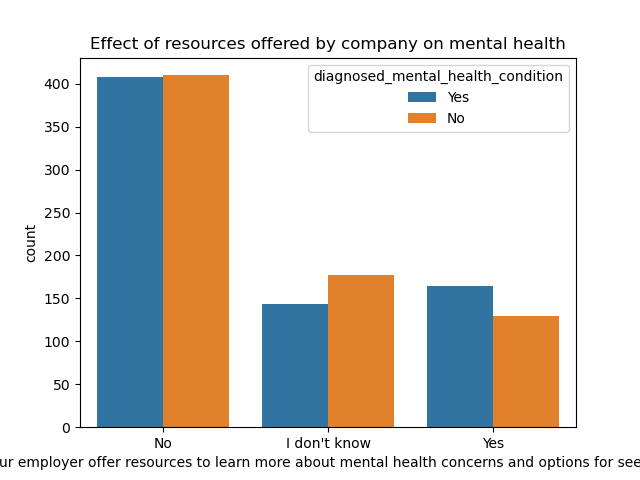 Effect of resources offered by company on mental health
diagnosed_mental_health_condition
Yes
No
400
350
300
250
200
150
100
50
0
count
No
I don't know
Yes
employer offer resources to learn more about mental health concerns and options for